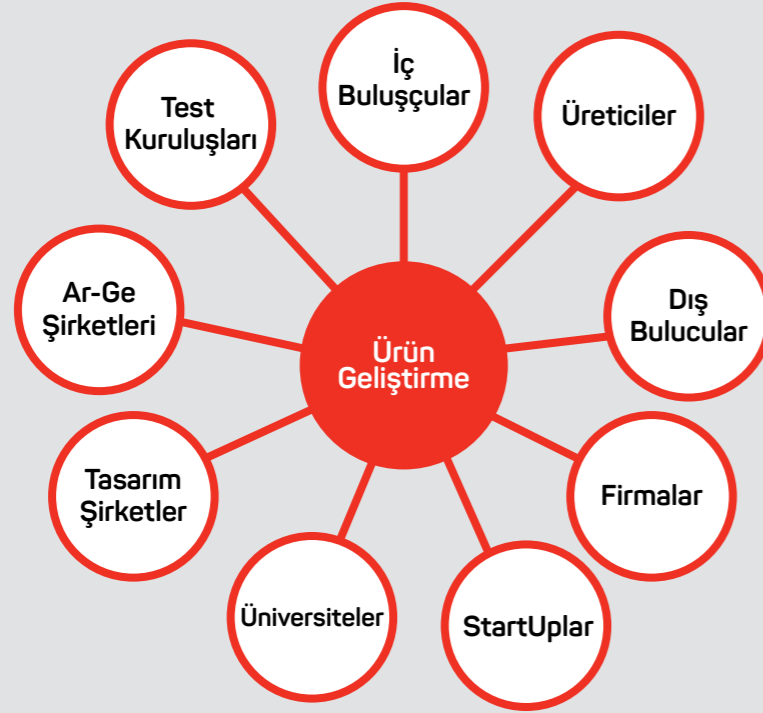 İç
Buluşçular
Üreticiler
Dış
Bulucular
Firmalar
StartUplar
Üniversiteler
Tasarım
Şirketler
Ar-Ge
Şirketleri
Test
Kuruluşları
Ürün
Geliştirme